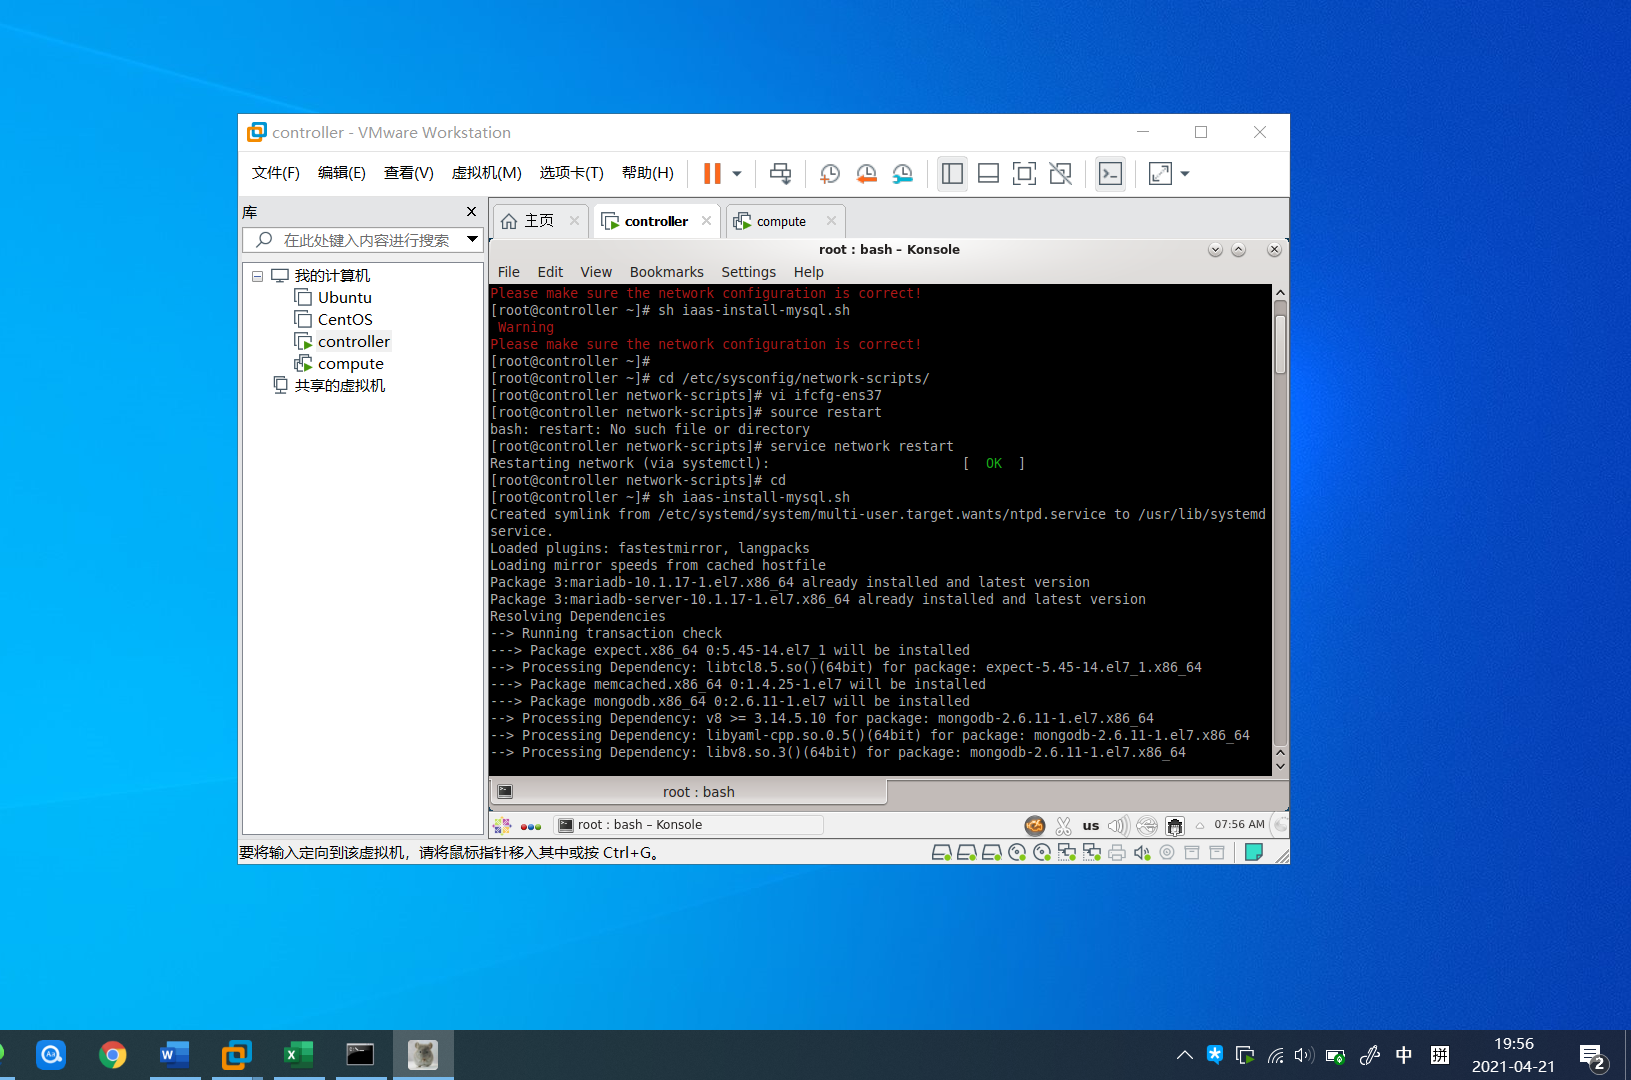 controller - VMware Workstation
文件(F) 编辑(E) 查看(V) 虚拟机(M) 选项卡(T) 帮助(H)
库
在此处键入内容进行搜索
我的计算机
Ubuntu
CentOS
controller
compute
共享的虚拟机
主页 controller compute
root : bash – Konsole
File Edit View Bookmarks Settings Help
Please make sure the network configuration is correct!
[root@controller ~]# sh iaas-install-mysql.sh
Warning
Please make sure the network configuration is correct!
[root@controller ~]#
[root@controller ~]# cd /etc/sysconfig/network-scripts/
[root@controller network-scripts]# vi ifcfg-ens37
[root@controller network-scripts]# source restart
bash: restart: No such file or directory
[root@controller network-scripts]# service network restart
Restarting network (via systemctl): [ OK ]
[root@controller network-scripts]# cd
[root@controller ~]# sh iaas-install-mysql.sh
Created symlink from /etc/systemd/system/multi-user.target.wants/ntpd.service to /usr/lib/systemd
service.
Loaded plugins: fastestmirror, langpacks
Loading mirror speeds from cached hostfile
Package 3:mariadb-10.1.17-1.el7.x86_64 already installed and latest version
Package 3:mariadb-server-10.1.17-1.el7.x86_64 already installed and latest version
Resolving Dependencies
--> Running transaction check
---> Package expect.x86_64 0:5.45-14.el7_1 will be installed
--> Processing Dependency: libtcl8.5.so()(64bit) for package: expect-5.45-14.el7_1.x86_64
---> Package memcached.x86_64 0:1.4.25-1.el7 will be installed
---> Package mongodb.x86_64 0:2.6.11-1.el7 will be installed
--> Processing Dependency: v8 >= 3.14.5.10 for package: mongodb-2.6.11-1.el7.x86_64
--> Processing Dependency: libyaml-cpp.so.0.5()(64bit) for package: mongodb-2.6.11-1.el7.x86_64
--> Processing Dependency: libv8.so.3()(64bit) for package: mongodb-2.6.11-1.el7.x86_64
root : bash
root : bash – Konsole us 07:56 AM
要将输入定向到该虚拟机，请将鼠标指针移入其中或按 Ctrl+G。
中 拼 19:56
2021-04-21
2